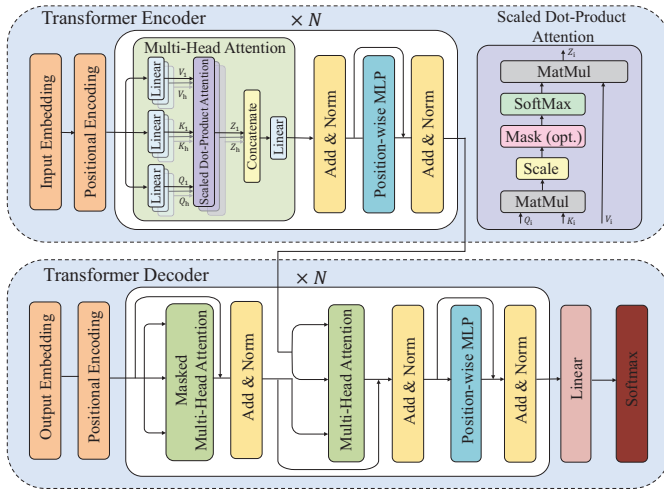 Transformer Encoder
× N
Input Embedding
Positional Encoding
Multi-Head Attention
Linear
V₁
Vₕ
Linear
K₁
Kₕ
Linear
Q₁
Qₕ
Scaled Dot-Product Attention
Z₁
Zₕ
Concatenate
Linear
Add & Norm
Position-wise MLP
Add & Norm
Scaled Dot-Product
Attention
Zᵢ
MatMul
SoftMax
Mask (opt.)
Scale
MatMul
Qᵢ
Kᵢ
Vᵢ
Transformer Decoder
× N
Output Embedding
Positional Encoding
Masked
Multi-Head Attention
Add & Norm
Multi-Head Attention
Add & Norm
Position-wise MLP
Add & Norm
Linear
Softmax